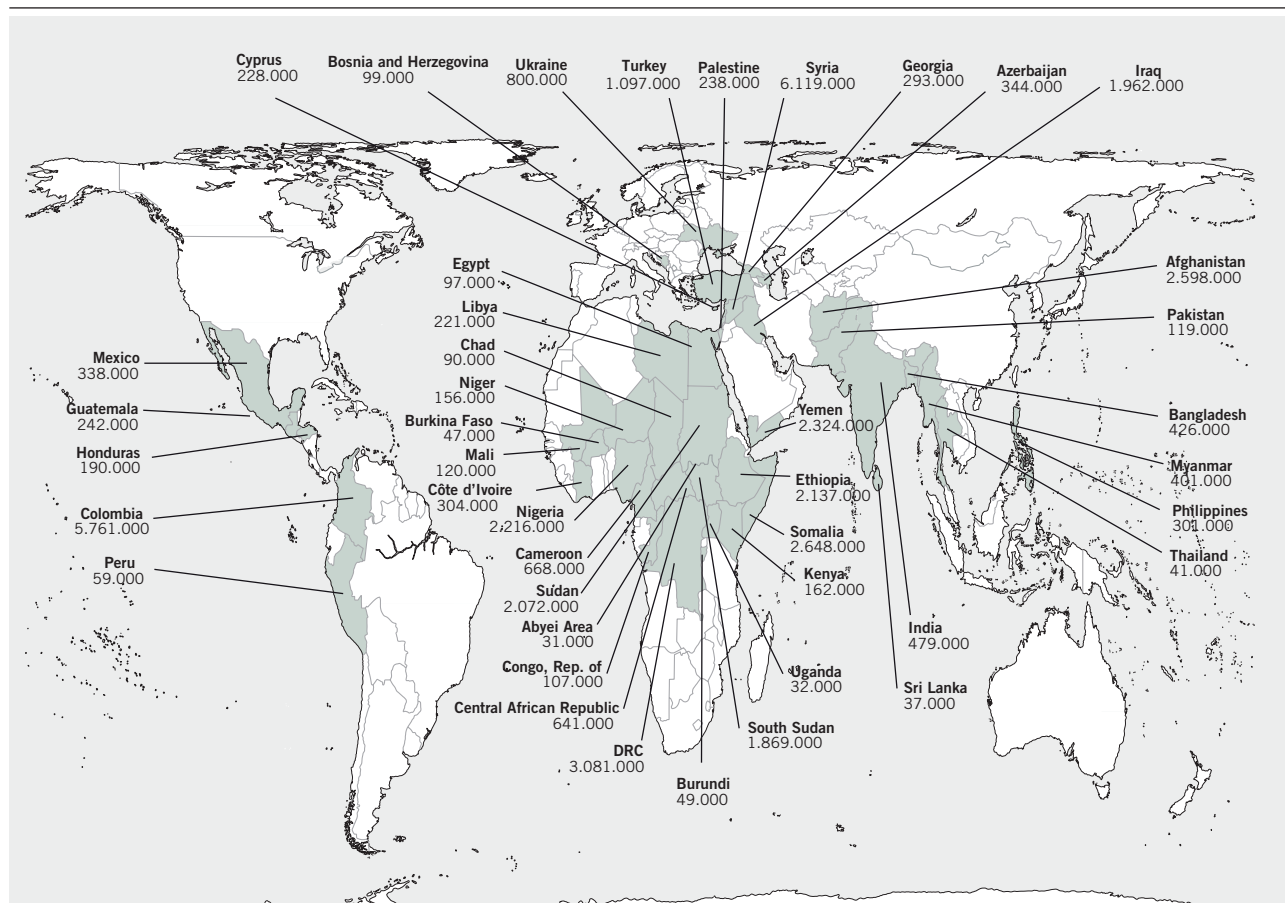 Cyprus
228.000
Bosnia and Herzegovina
99.000
Ukraine
800.000
Turkey
1.097.000
Palestine
238.000
Syria
6.119.000
Georgia
293.000
Azerbaijan
344.000
Iraq
1.962.000
Egypt
97.000
Libya
221.000
Chad
90.000
Niger
156.000
Burkina Faso
47.000
Mali
120.000
Côte d'Ivoire
304.000
Nigeria
2.216.000
Cameroon
668.000
Sudan
2.072.000
Abyei Area
31.000
Congo, Rep. of
107.000
Central African Republic
641.000
DRC
3.081.000
Burundi
49.000
South Sudan
1.869.000
Uganda
32.000
Kenya
162.000
Somalia
2.648.000
Ethiopia
2.137.000
Yemen
2.324.000
Mexico
338.000
Guatemala
242.000
Honduras
190.000
Colombia
5.761.000
Peru
59.000
Afghanistan
2.598.000
Pakistan
119.000
Bangladesh
426.000
Myanmar
401.000
Philippines
301.000
Thailand
41.000
India
479.000
Sri Lanka
37.000